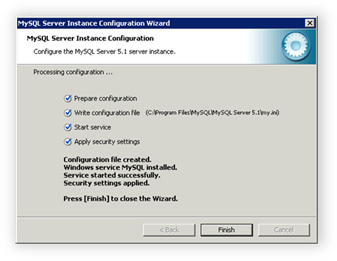 MySQL Server Instance Configuration Wizard
MySQL Server Instance Configuration
Configure the MySQL Server 5.1 server instance.
Processing configuration ...
Prepare configuration
Write configuration file (C:\Program Files\MySQL\MySQL Server 5.1\my.ini)
Start service
Apply security settings
Configuration file created.
Windows service MySQL installed.
Service started successfully.
Security settings applied.
Press [Finish] to close the Wizard.
< Back Finish Cancel